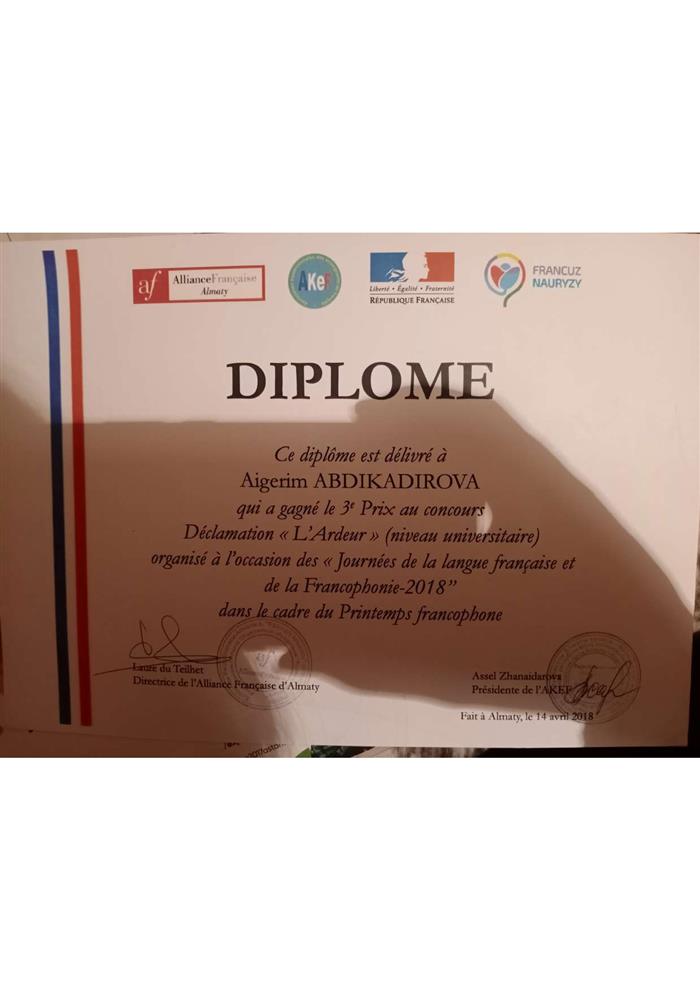 af AllianceFrançaise
Almaty
AKeF
Liberté • Égalité • Fraternité
RÉPUBLIQUE FRANÇAISE
FRANCUZ
NAURYZY
DIPLOME
Ce diplôme est délivré à
Aigerim ABDIKADIROVA
qui a gagné le 3e Prix au concours
Déclamation « L'Ardeur » (niveau universitaire)
organisé à l'occasion des « Journées de la langue française et
de la Francophonie-2018”
dans le cadre du Printemps francophone
Laure du Teilhet
Directrice de l'Alliance Française d'Almaty
Assel Zhanaidarova
Présidente de l'AKEF
Fait à Almaty, le 14 avril 2018